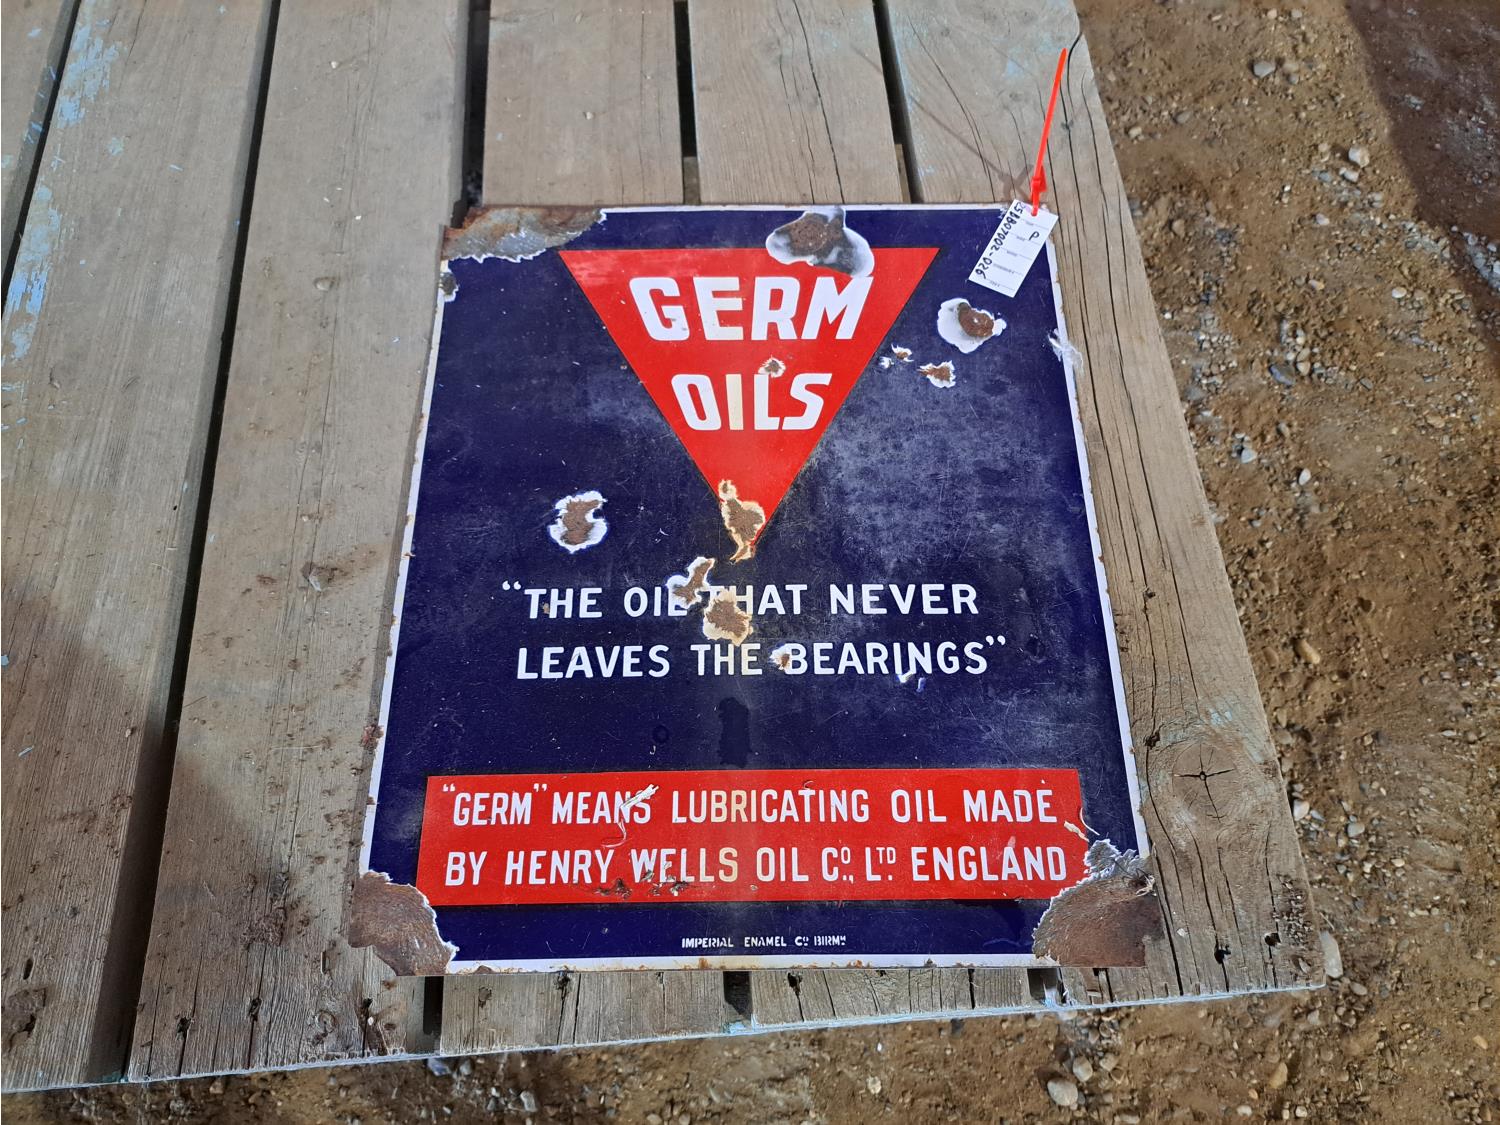 GERM
OILS
"THE OIL THAT NEVER
LEAVES THE BEARINGS"
"GERM" MEANS LUBRICATING OIL MADE
BY HENRY WELLS OIL Cº., LTD. ENGLAND
IMPERIAL ENAMEL Cº BIRMM